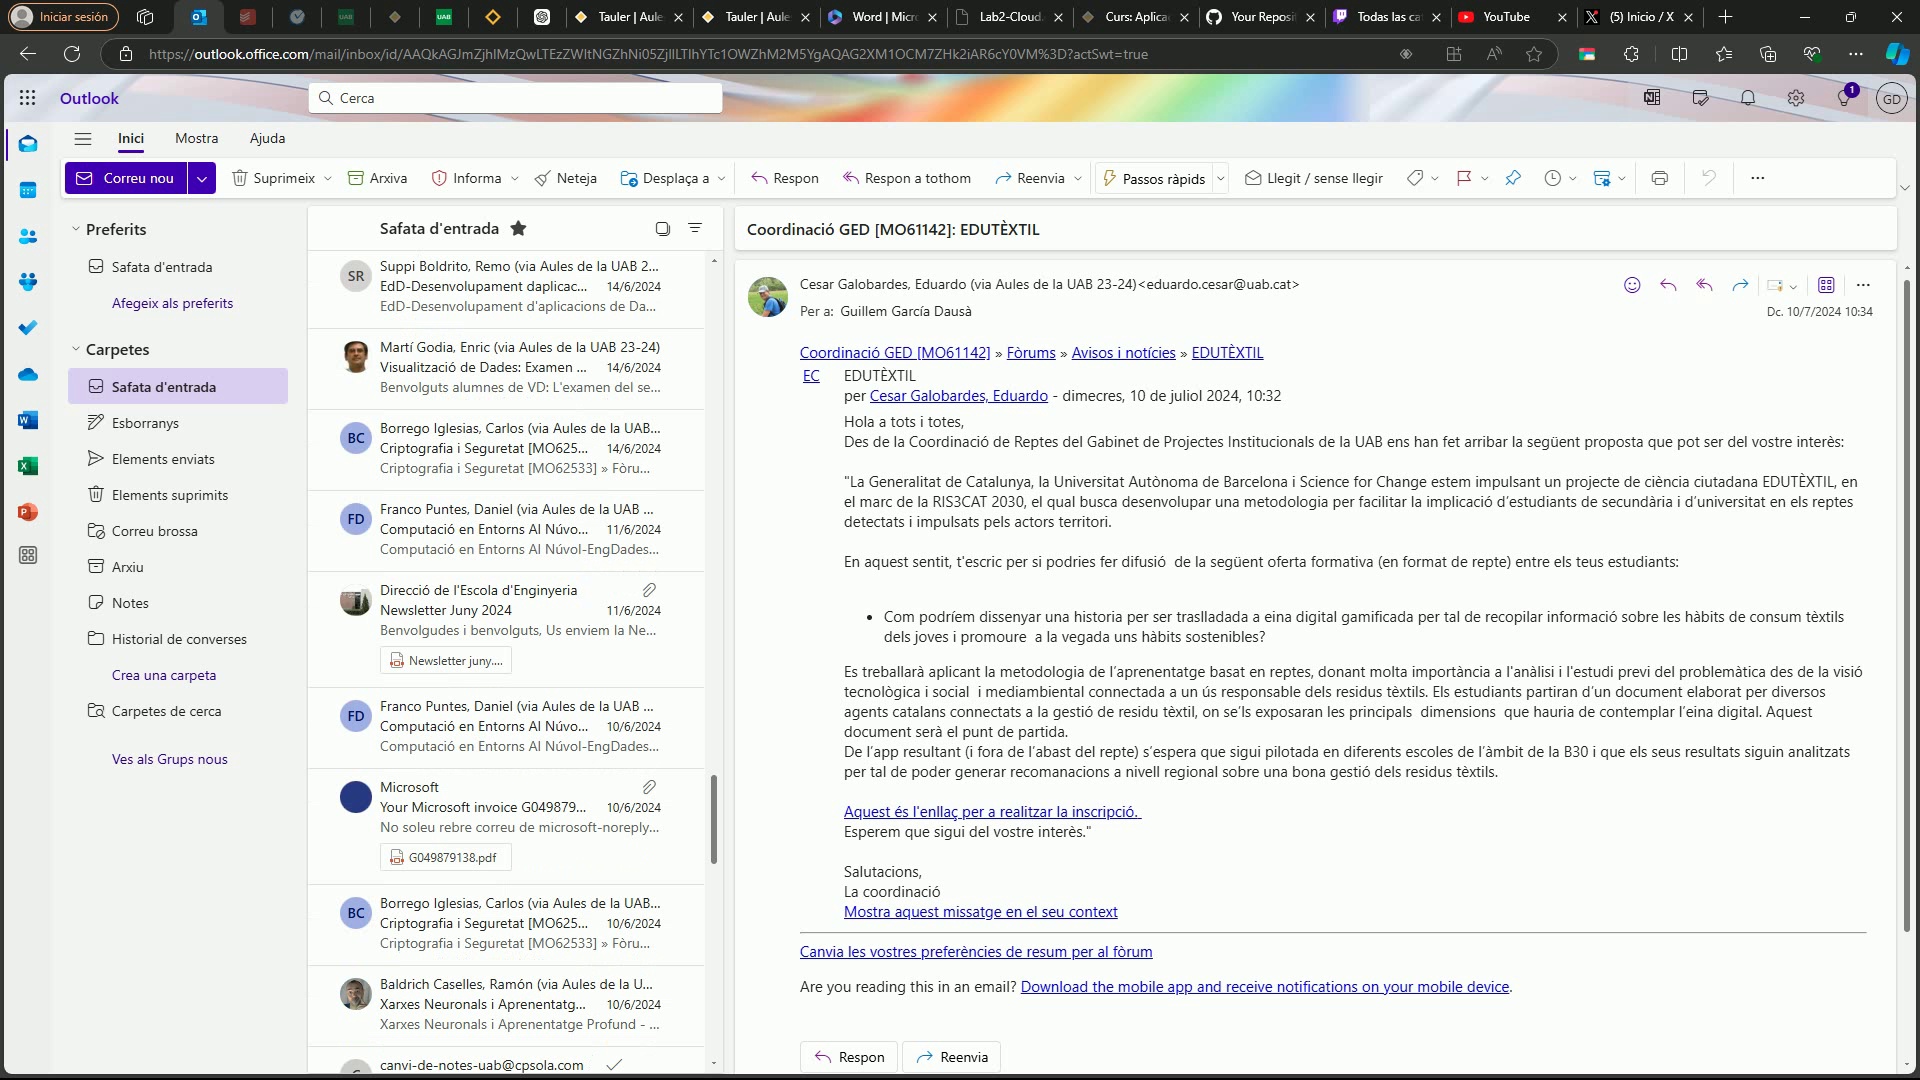 Iniciar sesión
Tauler | Aule
Tauler | Aule
Word | Micr
Lab2-Cloud.
Curs: Aplica
Your Reposi
Todas las ca
YouTube
(5) Inicio / X
Outlook
Cerca
1
GD
Inici
Mostra
Ajuda
Correu nou
Suprimeix
Arxiva
Informa
Neteja
Desplaça a
Respon
Respon a tothom
Reenvia
Passos ràpids
Llegit / sense llegir
Preferits
Safata d'entrada
Afegeix als preferits
Carpetes
Safata d'entrada
Esborranys
Elements enviats
Elements suprimits
Correu brossa
Arxiu
Notes
Historial de converses
Crea una carpeta
Carpetes de cerca
Ves als Grups nous
Safata d'entrada
SR
Suppi Boldrito, Remo (via Aules de la UAB 2...
EdD-Desenvolupament daplicac... 14/6/2024
EdD-Desenvolupament d'aplicacions de Da...
Martí Godia, Enric (via Aules de la UAB 23-24)
Visualització de Dades: Examen ... 14/6/2024
Benvolguts alumnes de VD: L'examen del se...
BC
Borrego Iglesias, Carlos (via Aules de la UAB...
Criptografia i Seguretat [MO625... 14/6/2024
Criptografia i Seguretat [MO62533] » Fòru...
FD
Franco Puntes, Daniel (via Aules de la UAB ...
Computació en Entorns Al Núvo... 11/6/2024
Computació en Entorns Al Núvol-EngDades...
Direcció de l'Escola d'Enginyeria
Newsletter Juny 2024 11/6/2024
Benvolgudes i benvolguts, Us enviem la Ne...
Newsletter juny....
FD
Franco Puntes, Daniel (via Aules de la UAB ...
Computació en Entorns Al Núvo... 10/6/2024
Computació en Entorns Al Núvol-EngDades...
Microsoft
Your Microsoft invoice G049879... 10/6/2024
No soleu rebre correu de microsoft-noreply...
G049879138.pdf
BC
Borrego Iglesias, Carlos (via Aules de la UAB...
Criptografia i Seguretat [MO625... 10/6/2024
Criptografia i Seguretat [MO62533] » Fòru...
Baldrich Caselles, Ramón (via Aules de la U...
Xarxes Neuronals i Aprenentatg... 10/6/2024
Xarxes Neuronals i Aprenentatge Profund - ...
canvi-de-notes-uab@cpsola.com
Coordinació GED [MO61142]: EDUTÈXTIL
Cesar Galobardes, Eduardo (via Aules de la UAB 23-24)<eduardo.cesar@uab.cat>
Per a: Guillem García Dausà
Dc. 10/7/2024 10:34
Coordinació GED [MO61142] » Fòrums » Avisos i notícies » EDUTÈXTIL
EC
EDUTÈXTIL
per Cesar Galobardes, Eduardo - dimecres, 10 de juliol 2024, 10:32
Hola a tots i totes,
Des de la Coordinació de Reptes del Gabinet de Projectes Institucionals de la UAB ens han fet arribar la següent proposta que pot ser del vostre interès:
"La Generalitat de Catalunya, la Universitat Autònoma de Barcelona i Science for Change estem impulsant un projecte de ciència ciutadana EDUTÈXTIL, en
el marc de la RIS3CAT 2030, el qual busca desenvolupar una metodologia per facilitar la implicació d'estudiants de secundària i d'universitat en els reptes
detectats i impulsats pels actors territori.
En aquest sentit, t'escric per si podries fer difusió de la següent oferta formativa (en format de repte) entre els teus estudiants:
• Com podríem dissenyar una historia per ser traslladada a eina digital gamificada per tal de recopilar informació sobre les hàbits de consum tèxtils
dels joves i promoure a la vegada uns hàbits sostenibles?
Es treballarà aplicant la metodologia de l'aprenentatge basat en reptes, donant molta importància a l'anàlisi i l'estudi previ del problemàtica des de la visió
tecnològica i social i mediambiental connectada a un ús responsable dels residus tèxtils. Els estudiants partiran d'un document elaborat per diversos
agents catalans connectats a la gestió de residu tèxtil, on se'ls exposaran les principals dimensions que hauria de contemplar l'eina digital. Aquest
document serà el punt de partida.
De l'app resultant (i fora de l'abast del repte) s'espera que sigui pilotada en diferents escoles de l'àmbit de la B30 i que els seus resultats siguin analitzats
per tal de poder generar recomanacions a nivell regional sobre una bona gestió dels residus tèxtils.
Aquest és l'enllaç per a realitzar la inscripció.
Esperem que sigui del vostre interès."
Salutacions,
La coordinació
Mostra aquest missatge en el seu context
Canvia les vostres preferències de resum per al fòrum
Are you reading this in an email? Download the mobile app and receive notifications on your mobile device.
Respon
Reenvia